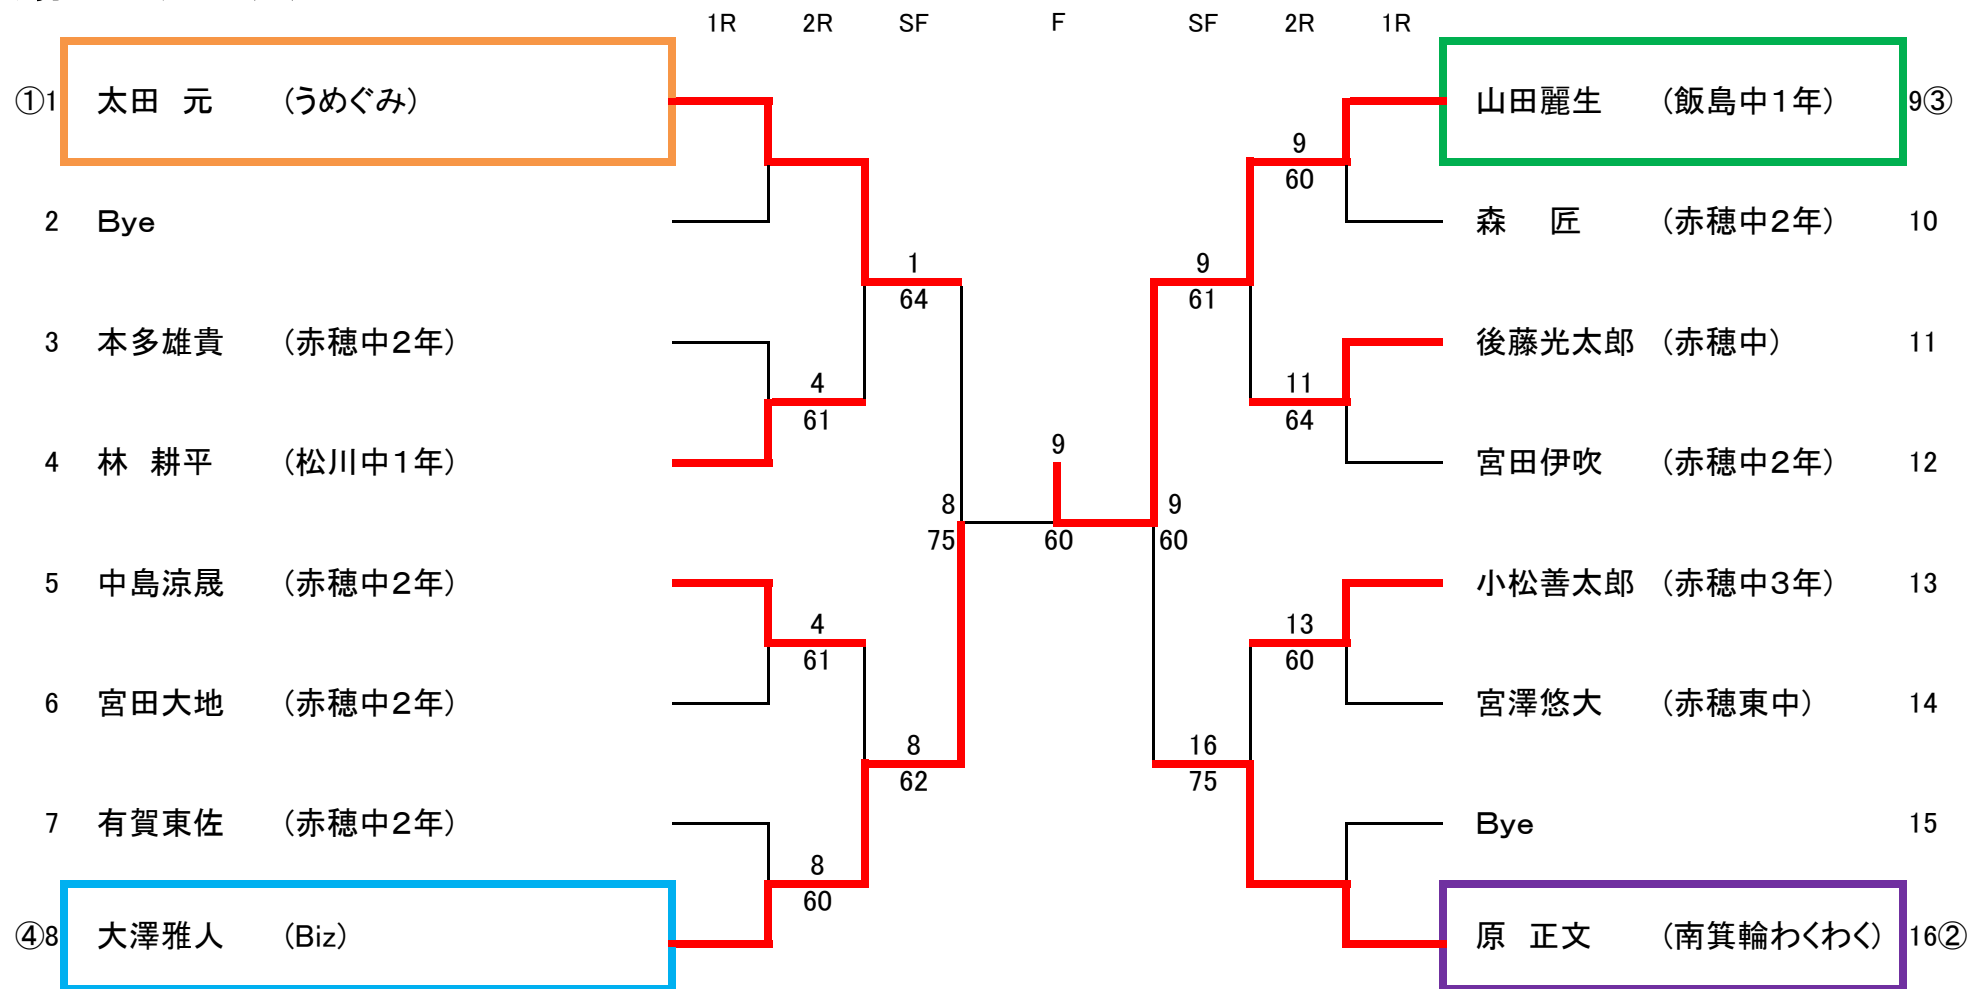 1R 2R SF F SF 2R 1R
①1 太田 元 (うめぐみ)
山田麗生 (飯島中1年) 9③
9
60
2 Bye
森 匠 (赤穂中2年) 10
1 9
64 61
3 本多雄貴 (赤穂中2年)
後藤光太郎 (赤穂中) 11
4 11
61 64
9
4 林 耕平 (松川中1年)
宮田伊吹 (赤穂中2年) 12
8 9
75 60 60
5 中島涼晟 (赤穂中2年)
小松善太郎 (赤穂中3年) 13
4 13
61 60
6 宮田大地 (赤穂中2年)
宮澤悠大 (赤穂東中) 14
8 16
62 75
7 有賀東佐 (赤穂中2年)
Bye 15
8
60
④8 大澤雅人 (Biz)
原 正文 (南箕輪わくわく) 16②